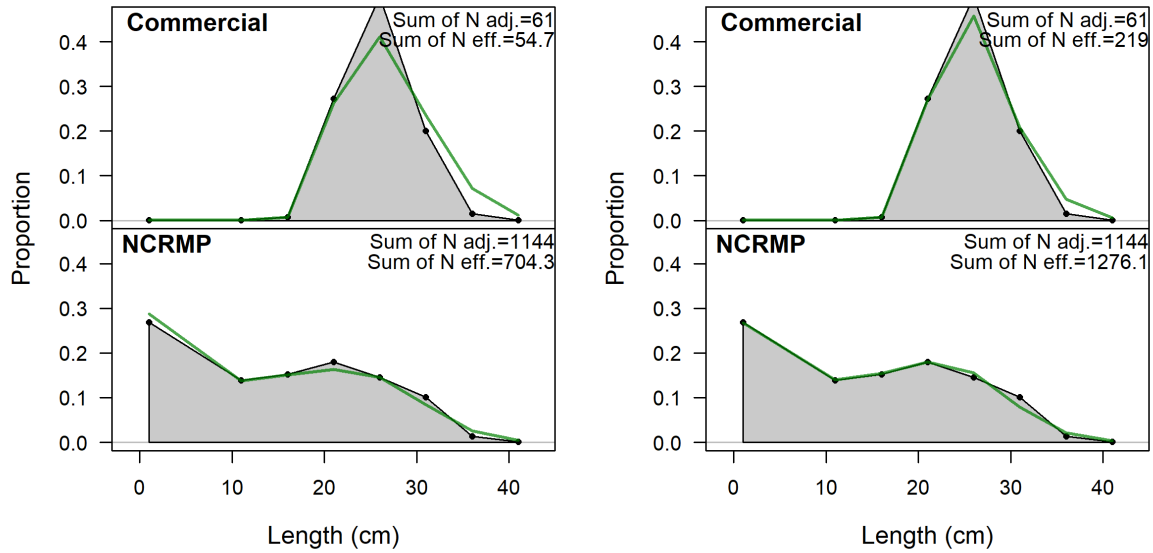 Commercial
Sum of N adj.=61
Sum of N eff.=54.7
0.4
0.3
0.2
0.1
0.0
NCRMP
Sum of N adj.=1144
Sum of N eff.=704.3
0.4
0.3
0.2
0.1
0.0
0 10 20 30 40
Length (cm)
Proportion
Commercial
Sum of N adj.=61
Sum of N eff.=219
0.4
0.3
0.2
0.1
0.0
NCRMP
Sum of N adj.=1144
Sum of N eff.=1276.1
0.4
0.3
0.2
0.1
0.0
0 10 20 30 40
Length (cm)
Proportion